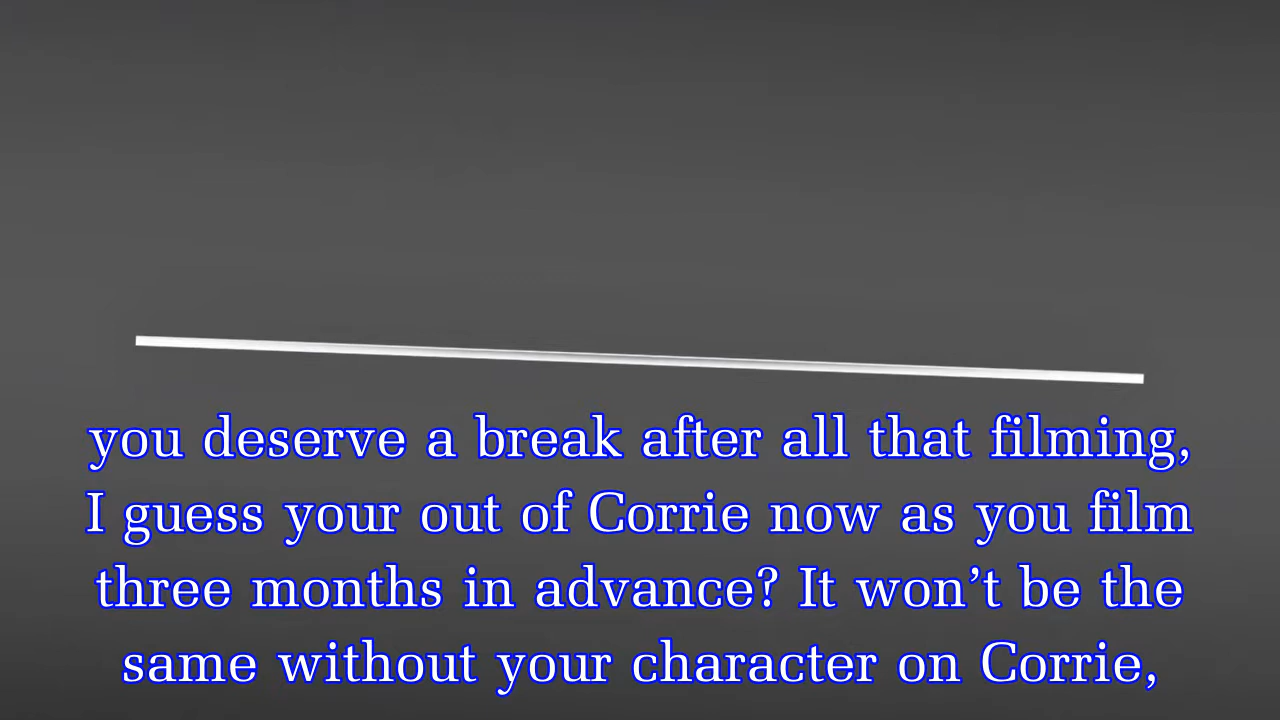 you deserve a break after all that filming,
I guess your out of Corrie now as you film
three months in advance? It won’t be the
same without your character on Corrie,